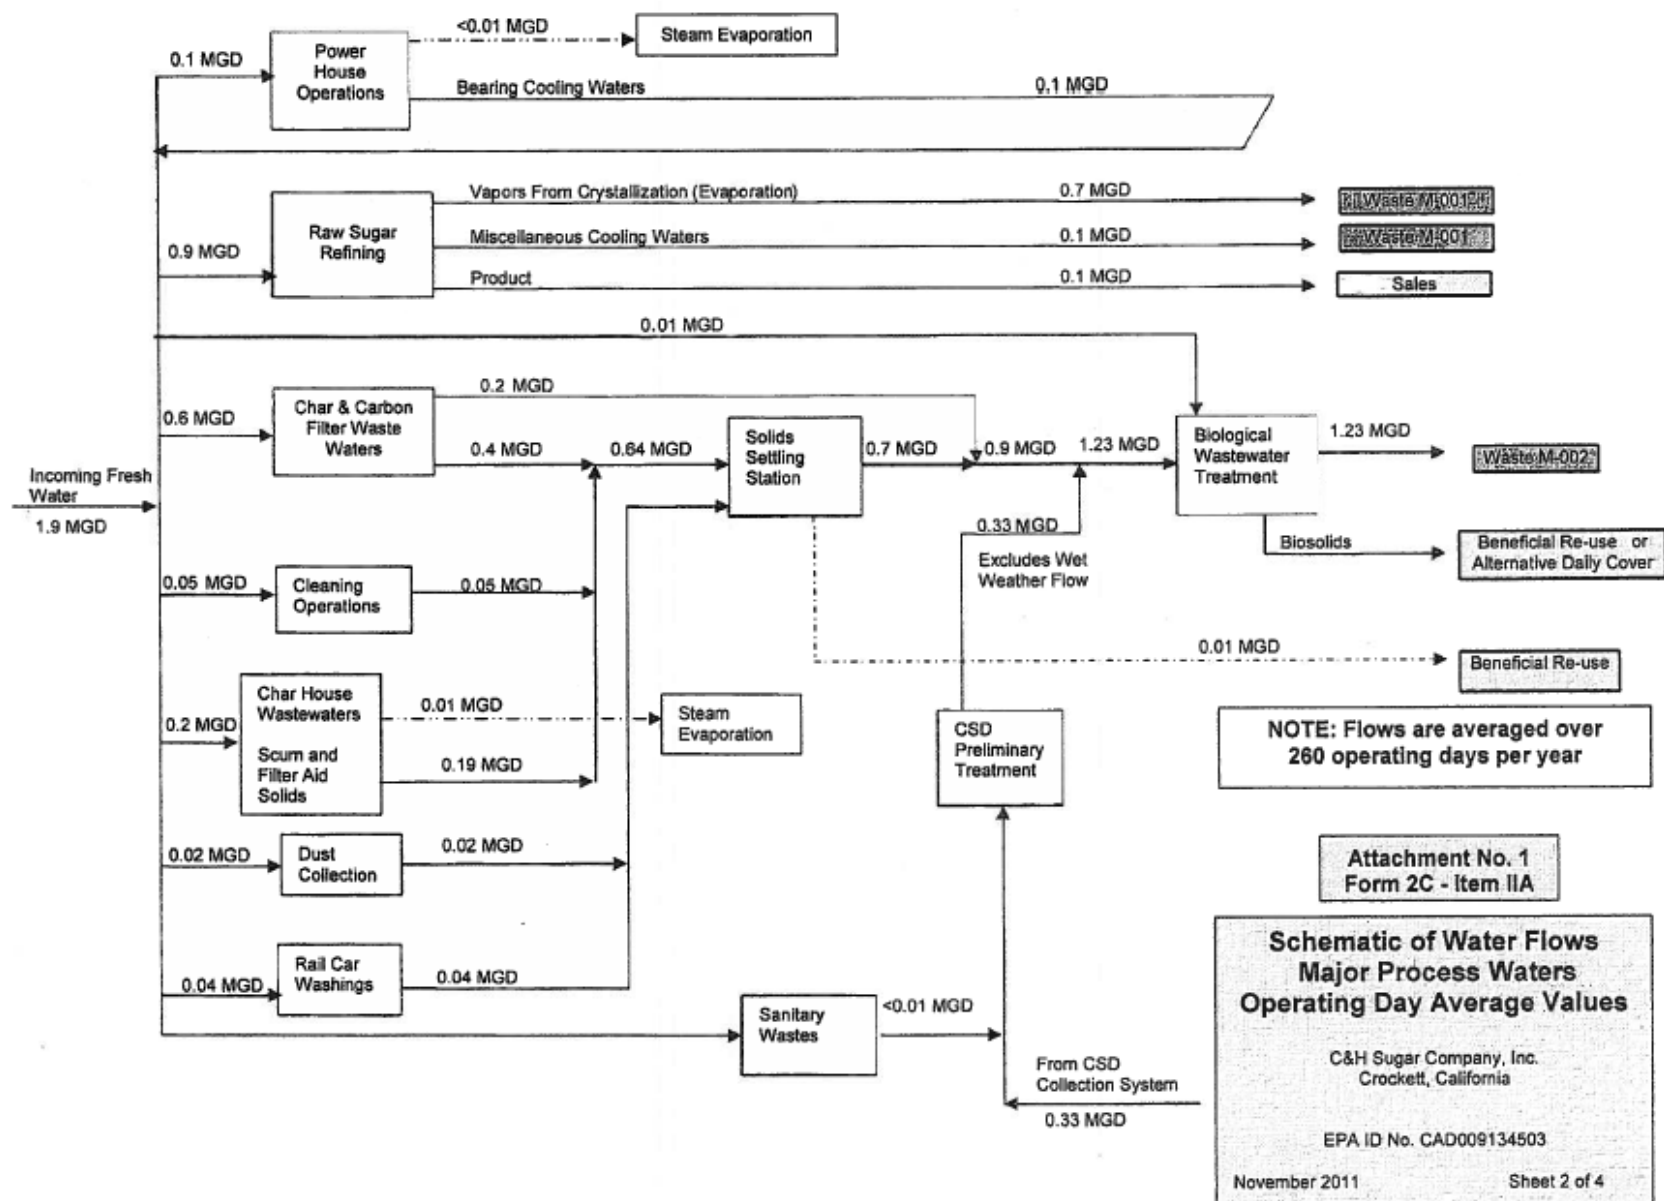 <0.01 MGD
Steam Evaporation
0.1 MGD
Power
House
Operations
Bearing Cooling Waters
0.1 MGD
Vapors From Crystallization (Evaporation)
0.7 MGD
Waste M-001
Raw Sugar
Refining
Miscellaneous Cooling Waters
0.1 MGD
Waste M-001
0.9 MGD
Product
0.1 MGD
Sales
0.01 MGD
0.2 MGD
0.6 MGD
Char & Carbon
Filter Waste
Waters
0.4 MGD
0.64 MGD
Solids
Settling
Station
0.7 MGD
0.9 MGD
1.23 MGD
Biological
Wastewater
Treatment
1.23 MGD
Waste M-002
Incoming Fresh
Water
1.9 MGD
0.33 MGD
Excludes Wet
Weather Flow
Biosolids
Beneficial Re-use or
Alternative Daily Cover
0.05 MGD
Cleaning
Operations
0.05 MGD
0.01 MGD
Beneficial Re-use
0.2 MGD
Char House
Wastewaters
Scum and
Filter Aid
Solids
0.01 MGD
Steam
Evaporation
0.19 MGD
CSD
Preliminary
Treatment
NOTE: Flows are averaged over
260 operating days per year
0.02 MGD
Dust
Collection
0.02 MGD
Attachment No. 1
Form 2C - Item IIA
0.04 MGD
Rail Car
Washings
0.04 MGD
Sanitary
Wastes
<0.01 MGD
From CSD
Collection System
0.33 MGD
Schematic of Water Flows
Major Process Waters
Operating Day Average Values
C&H Sugar Company, Inc.
Crockett, California
EPA ID No. CAD009134503
November 2011
Sheet 2 of 4